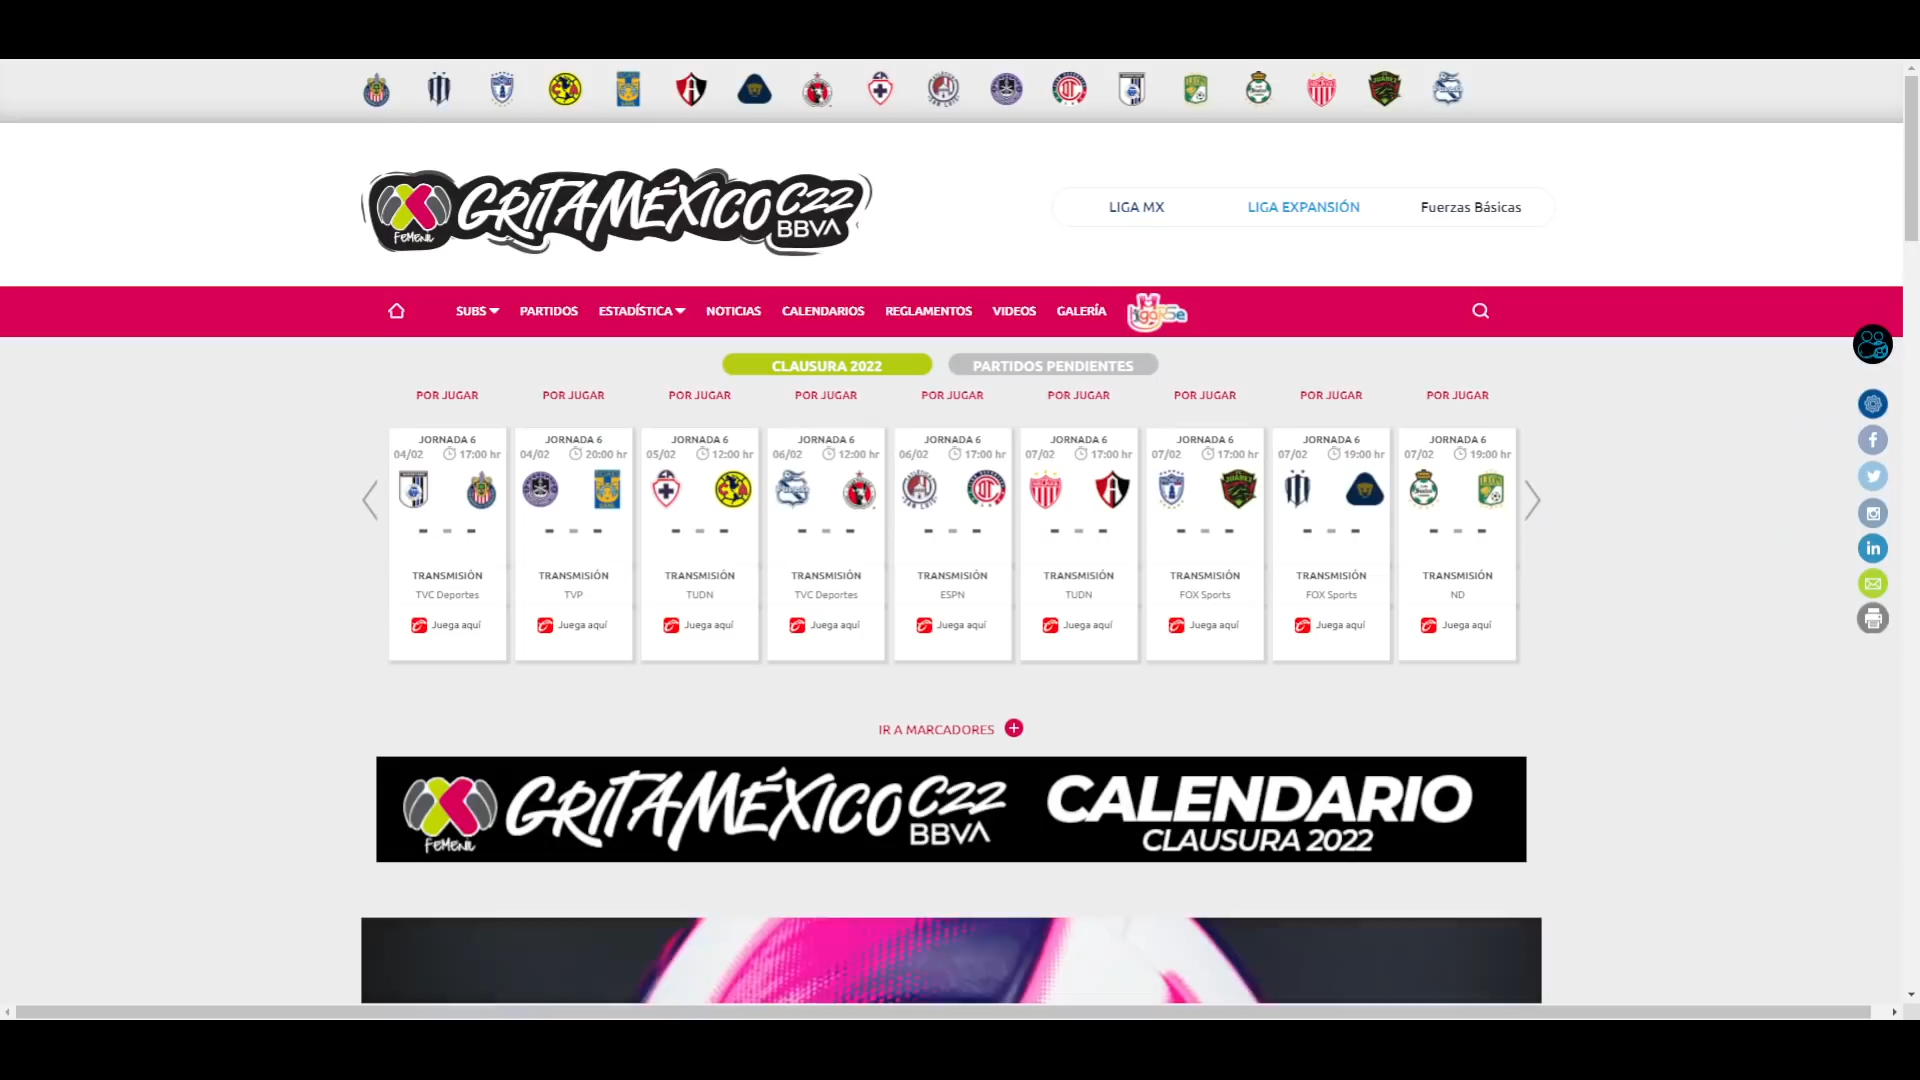 GRITA MÉXICO C22
BBVA
FEMENIL
LIGA MX
LIGA EXPANSIÓN
Fuerzas Básicas
SUBS
PARTIDOS
ESTADÍSTICA
NOTICIAS
CALENDARIOS
REGLAMENTOS
VIDEOS
GALERÍA
CLAUSURA 2022
PARTIDOS PENDIENTES
POR JUGAR
JORNADA 6
04/02 17:00 hr
- - -
TRANSMISIÓN
TVC Deportes
Juega aquí
POR JUGAR
JORNADA 6
04/02 20:00 hr
- - -
TRANSMISIÓN
TVP
Juega aquí
POR JUGAR
JORNADA 6
05/02 12:00 hr
- - -
TRANSMISIÓN
TUDN
Juega aquí
POR JUGAR
JORNADA 6
06/02 12:00 hr
- - -
TRANSMISIÓN
TVC Deportes
Juega aquí
POR JUGAR
JORNADA 6
06/02 17:00 hr
- - -
TRANSMISIÓN
ESPN
Juega aquí
POR JUGAR
JORNADA 6
07/02 17:00 hr
- - -
TRANSMISIÓN
TUDN
Juega aquí
POR JUGAR
JORNADA 6
07/02 17:00 hr
- - -
TRANSMISIÓN
FOX Sports
Juega aquí
POR JUGAR
JORNADA 6
07/02 19:00 hr
- - -
TRANSMISIÓN
FOX Sports
Juega aquí
POR JUGAR
JORNADA 6
07/02 19:00 hr
- - -
TRANSMISIÓN
ND
Juega aquí
IR A MARCADORES
GRITA MÉXICO C22
BBVA
FEMENIL
CALENDARIO
CLAUSURA 2022